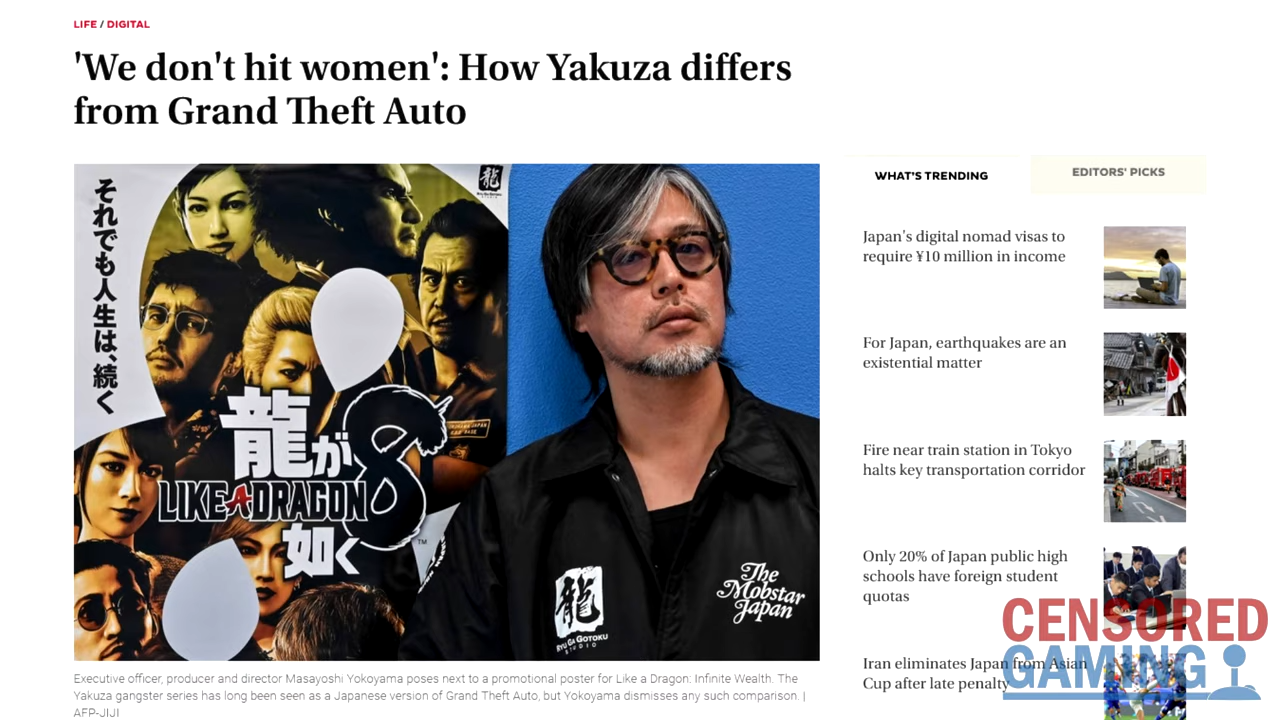 LIFE / DIGITAL
'We don't hit women': How Yakuza differs
from Grand Theft Auto
それでも人生は、続く
龍
RYU GA GOTOKU
STUDIO
龍が
8
LIKE A DRAGON
如く
TM
龍
RYU GA GOTOKU
STUDIO
The
Mobstar
Japan
Executive officer, producer and director Masayoshi Yokoyama poses next to a promotional poster for Like a Dragon: Infinite Wealth. The
Yakuza gangster series has long been seen as a Japanese version of Grand Theft Auto, but Yokoyama dismisses any such comparison. |
AFP-JIJI
WHAT'S TRENDING
EDITORS' PICKS
Japan's digital nomad visas to
require ¥10 million in income
For Japan, earthquakes are an
existential matter
Fire near train station in Tokyo
halts key transportation corridor
Only 20% of Japan public high
schools have foreign student
quotas
Iran eliminates Japan from Asian
Cup after late penalty
CENSORED
GAMING